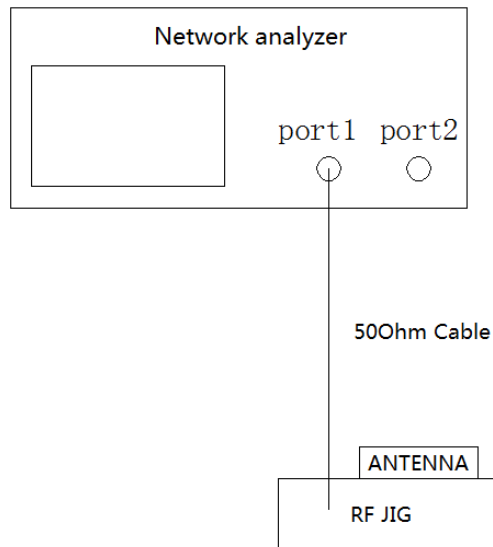 Network analyzer
port1 port2
50Ohm Cable
ANTENNA
RF JIG